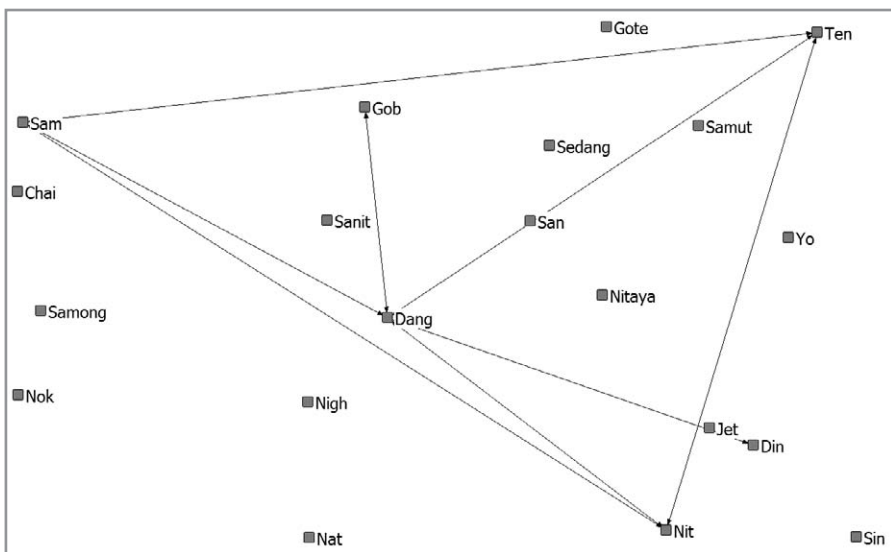 Gote
Ten
Gob
Sam
Samut
Sedang
Chai
Sanit
San
Yo
Nitaya
Samong
Dang
Nok
Nigh
Jet
Din
Nit
Nat
Sin